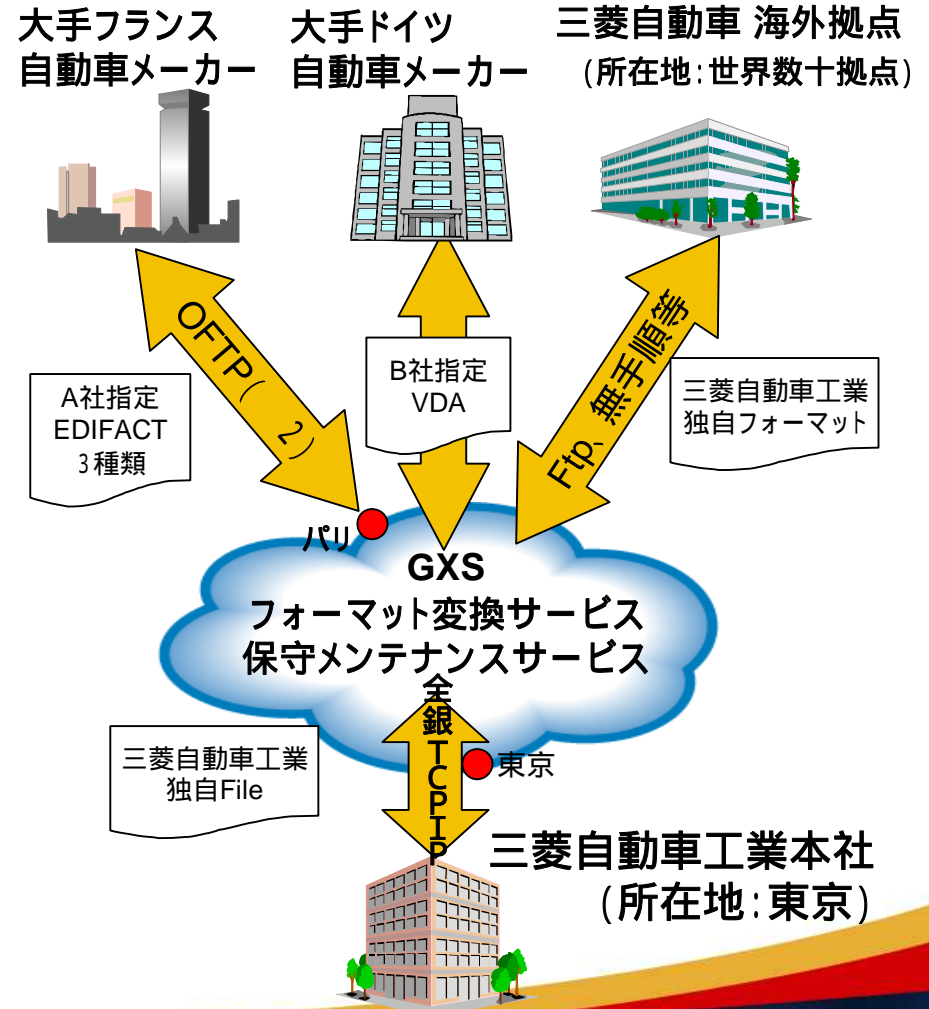 大手フランス
自動車メーカー
大手ドイツ
自動車メーカー
三菱自動車 海外拠点
(所在地:世界数十拠点)
OFTP( 2)
Ftp、無手順等
A社指定
EDIFACT
3種類
B社指定
VDA
三菱自動車工業
独自フォーマット
パリ
GXS
フォーマット変換サービス
保守メンテナンスサービス
全銀TCPIP
三菱自動車工業
独自File
東京
三菱自動車工業本社
(所在地:東京)